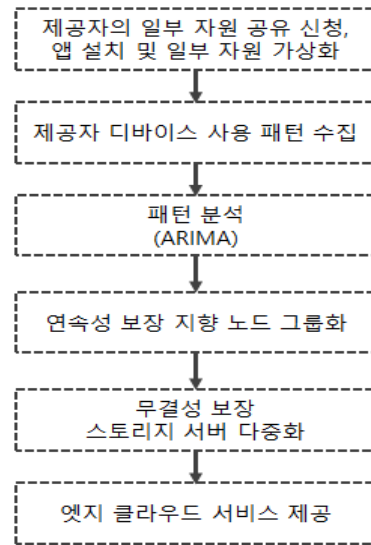 제공자의 일부 자원 공유 신청,
앱 설치 및 일부 자원 가상화
제공자 디바이스 사용 패턴 수집
패턴 분석
(ARIMA)
연속성 보장 지향 노드 그룹화
무결성 보장
스토리지 서버 다중화
엣지 클라우드 서비스 제공